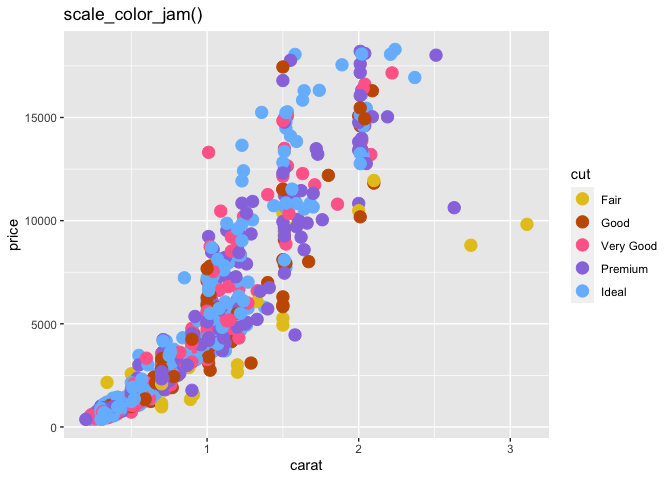 scale_color_jam()
price
15000
10000
5000
0
1
2
3
carat
cut
Fair
Good
Very Good
Premium
Ideal